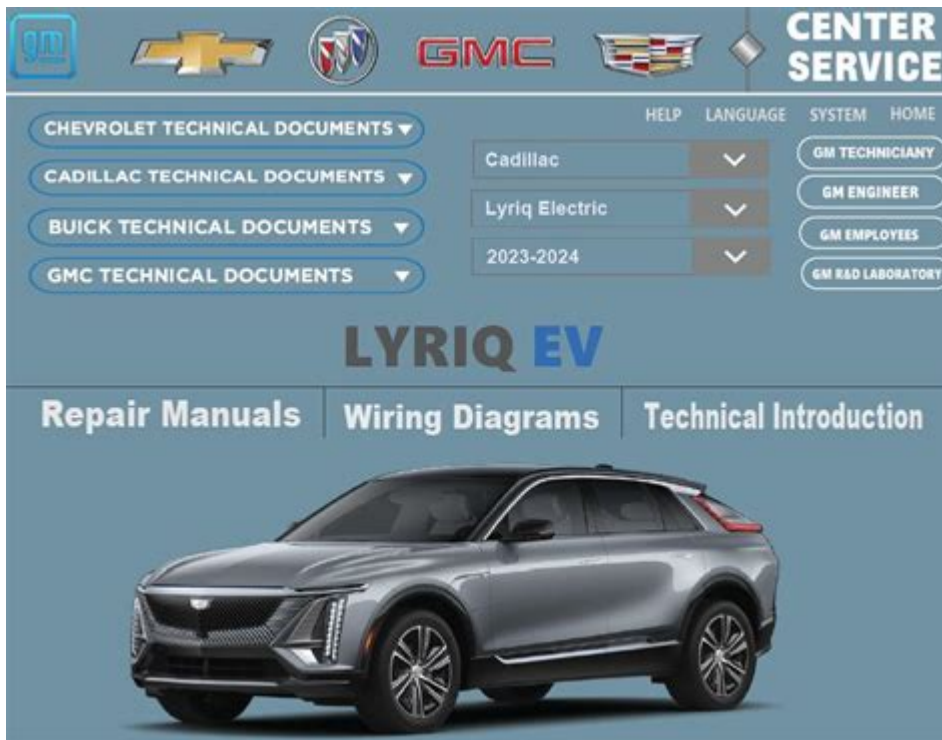 gm
GMC
CENTER
SERVICE
HELP LANGUAGE SYSTEM HOME
CHEVROLET TECHNICAL DOCUMENTS
CADILLAC TECHNICAL DOCUMENTS
BUICK TECHNICAL DOCUMENTS
GMC TECHNICAL DOCUMENTS
Cadillac
Lyriq Electric
2023-2024
GM TECHNICIANY
GM ENGINEER
GM EMPLOYEES
GM R&D LABORATORY
LYRIQ EV
Repair Manuals
Wiring Diagrams
Technical Introduction